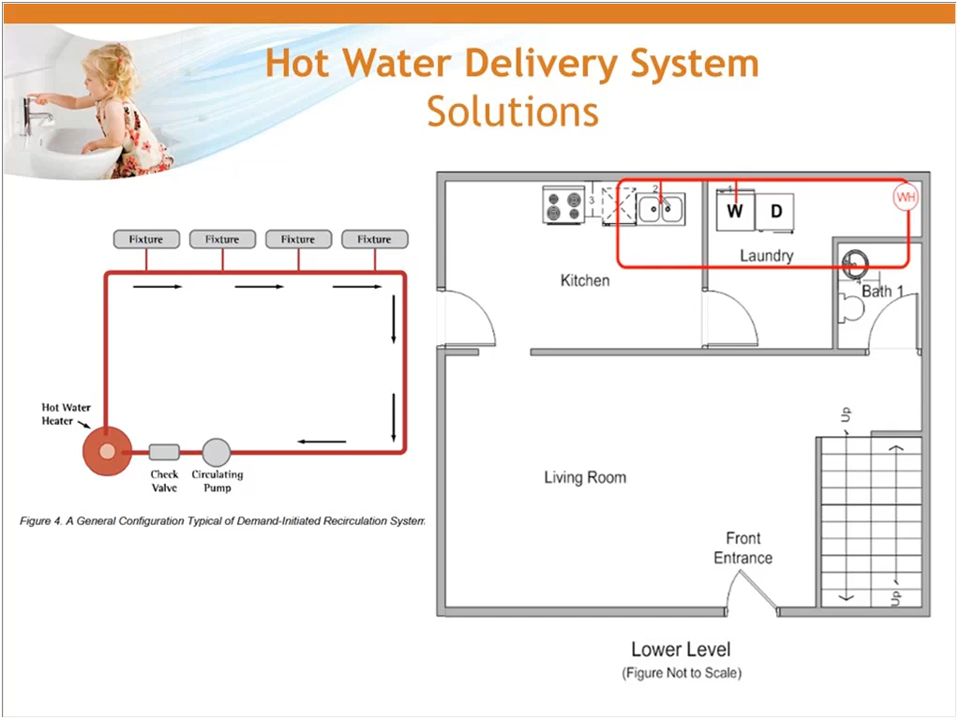 Hot Water Delivery System
Solutions
Fixture
Fixture
Fixture
Fixture
Hot Water
Heater
Check
Valve
Circulating
Pump
Figure 4. A General Configuration Typical of Demand-Initiated Recirculation System
3
2
1
W
D
WH
Kitchen
Laundry
4
Bath 1
Up
Living Room
Front
Entrance
Up
Lower Level
(Figure Not to Scale)